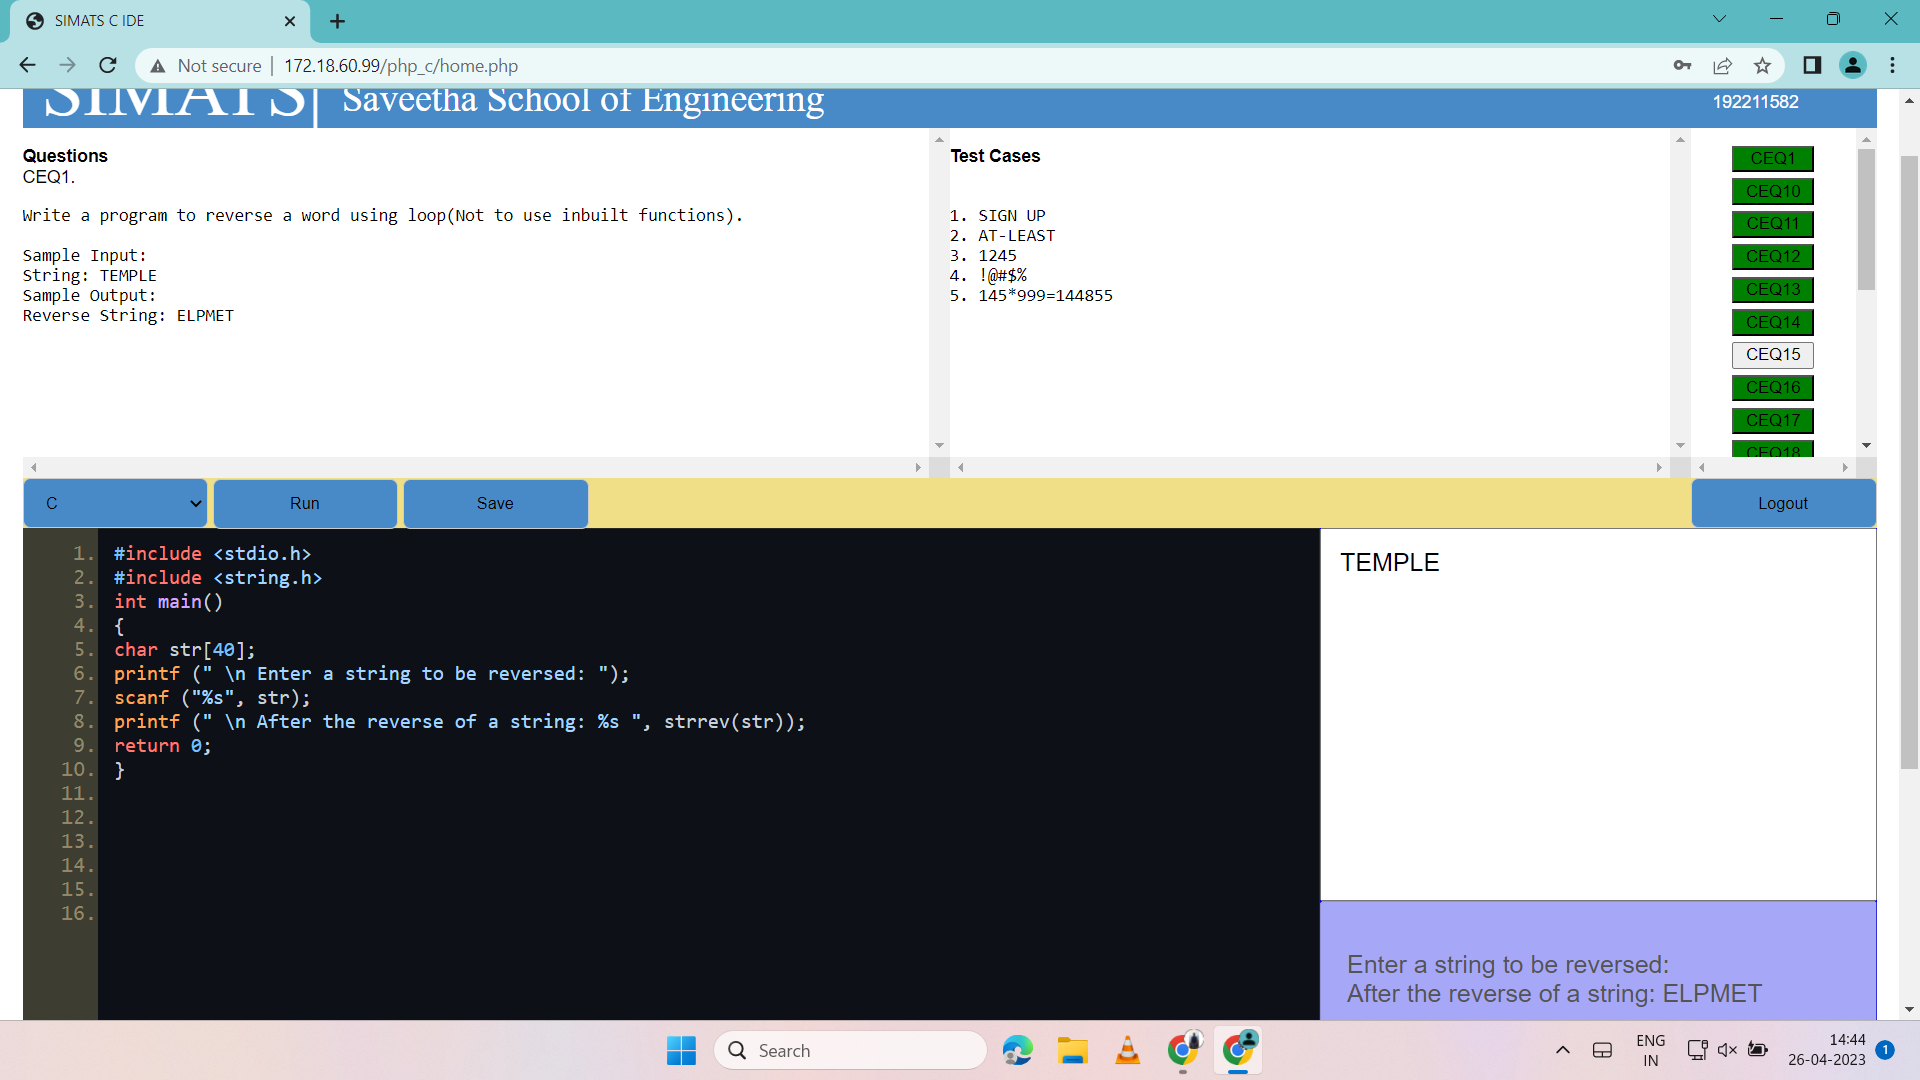 SIMATS C IDE
Not secure | 172.18.60.99/php_c/home.php
SIMATS| Saveetha School of Engineering
192211582
Questions
CEQ1.
Write a program to reverse a word using loop(Not to use inbuilt functions).
Sample Input:
String: TEMPLE
Sample Output:
Reverse String: ELPMET
Test Cases
1. SIGN UP
2. AT-LEAST
3. 1245
4. !@#$%
5. 145*999=144855
CEQ1
CEQ10
CEQ11
CEQ12
CEQ13
CEQ14
CEQ15
CEQ16
CEQ17
CEQ18
C
Run
Save
Logout
1. #include <stdio.h>
2. #include <string.h>
3. int main()
4. {
5. char str[40];
6. printf (" \n Enter a string to be reversed: ");
7. scanf ("%s", str);
8. printf (" \n After the reverse of a string: %s ", strrev(str));
9. return 0;
10. }
11.
12.
13.
14.
15.
16.
TEMPLE
Enter a string to be reversed:
After the reverse of a string: ELPMET
Search
ENG
IN
14:44
26-04-2023
1